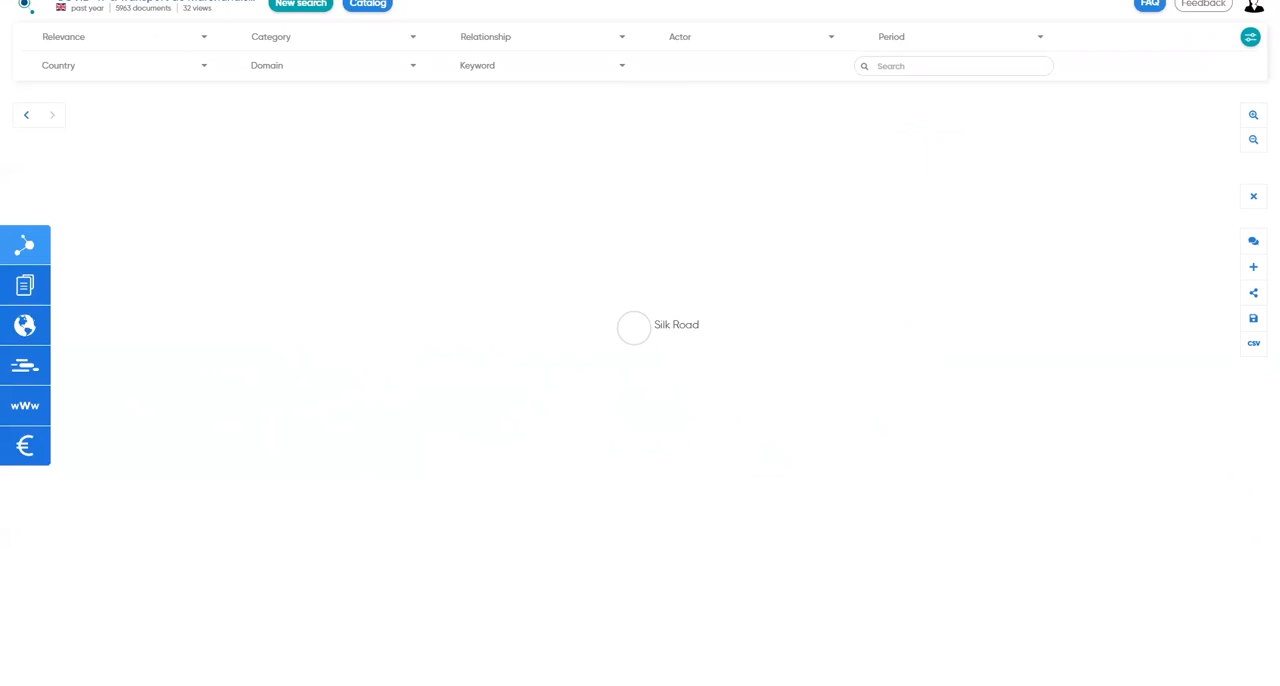 New search
Catalog
FAQ
Feedback
past year | 5963 documents | 32 views
Relevance
Category
Relationship
Actor
Period
Country
Domain
Keyword
Search
Silk Road
wWw
€
CSV